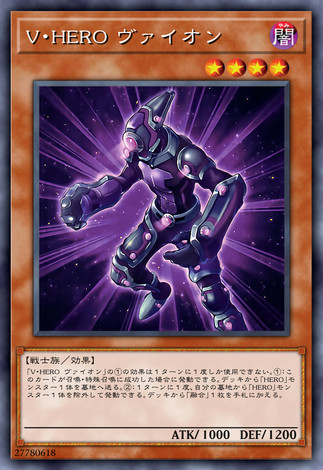 V・HERO ヴァイオン
やみ
闇
【戦士族／効果】
「V・HERO ヴァイオン」の①の効果は１ターンに１度しか使用できない。①：こ
のカードが召喚・特殊召喚に成功した場合に発動できる。デッキから「HERO」モ
ンスター１体を墓地へ送る。②：１ターンに１度、自分の墓地から「HERO」モン
スター１体を除外して発動できる。デッキから「融合」１枚を手札に加える。
ATK/1000 DEF/1200
27780618